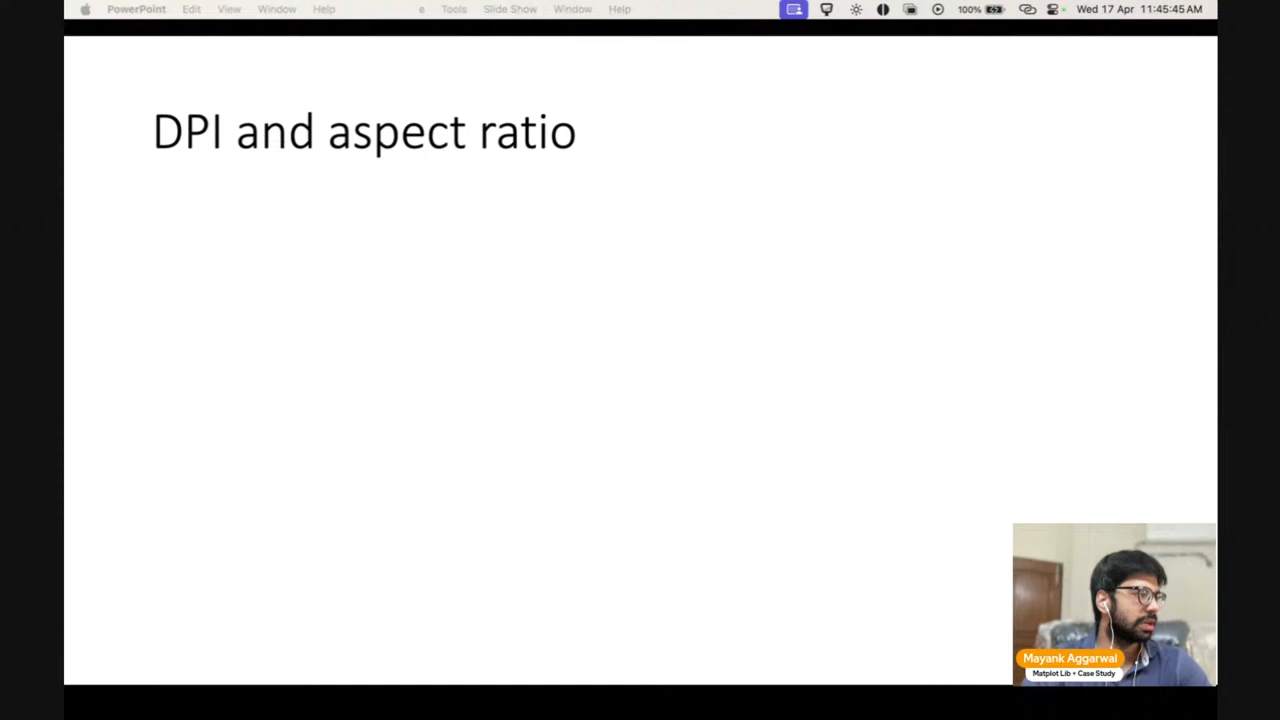 PowerPoint Edit View Window Help e Tools Slide Show Window Help 100% Wed 17 Apr 11:45:45 AM
DPI and aspect ratio
Mayank Aggarwal
Matplot Lib + Case Study